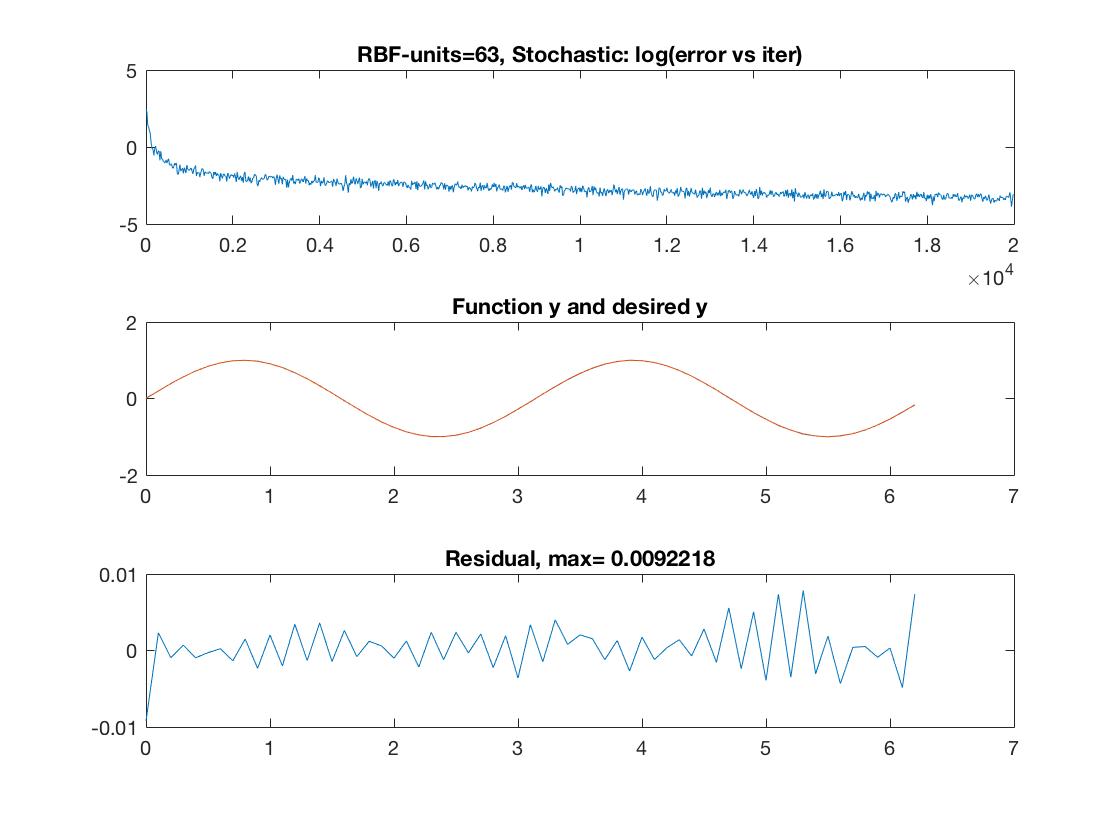 RBF-units=63, Stochastic: log(error vs iter)
5
0
-5
0 0.2 0.4 0.6 0.8 1 1.2 1.4 1.6 1.8 2
×10^4
Function y and desired y
2
0
-2
0 1 2 3 4 5 6 7
Residual, max= 0.0092218
0.01
0
-0.01
0 1 2 3 4 5 6 7